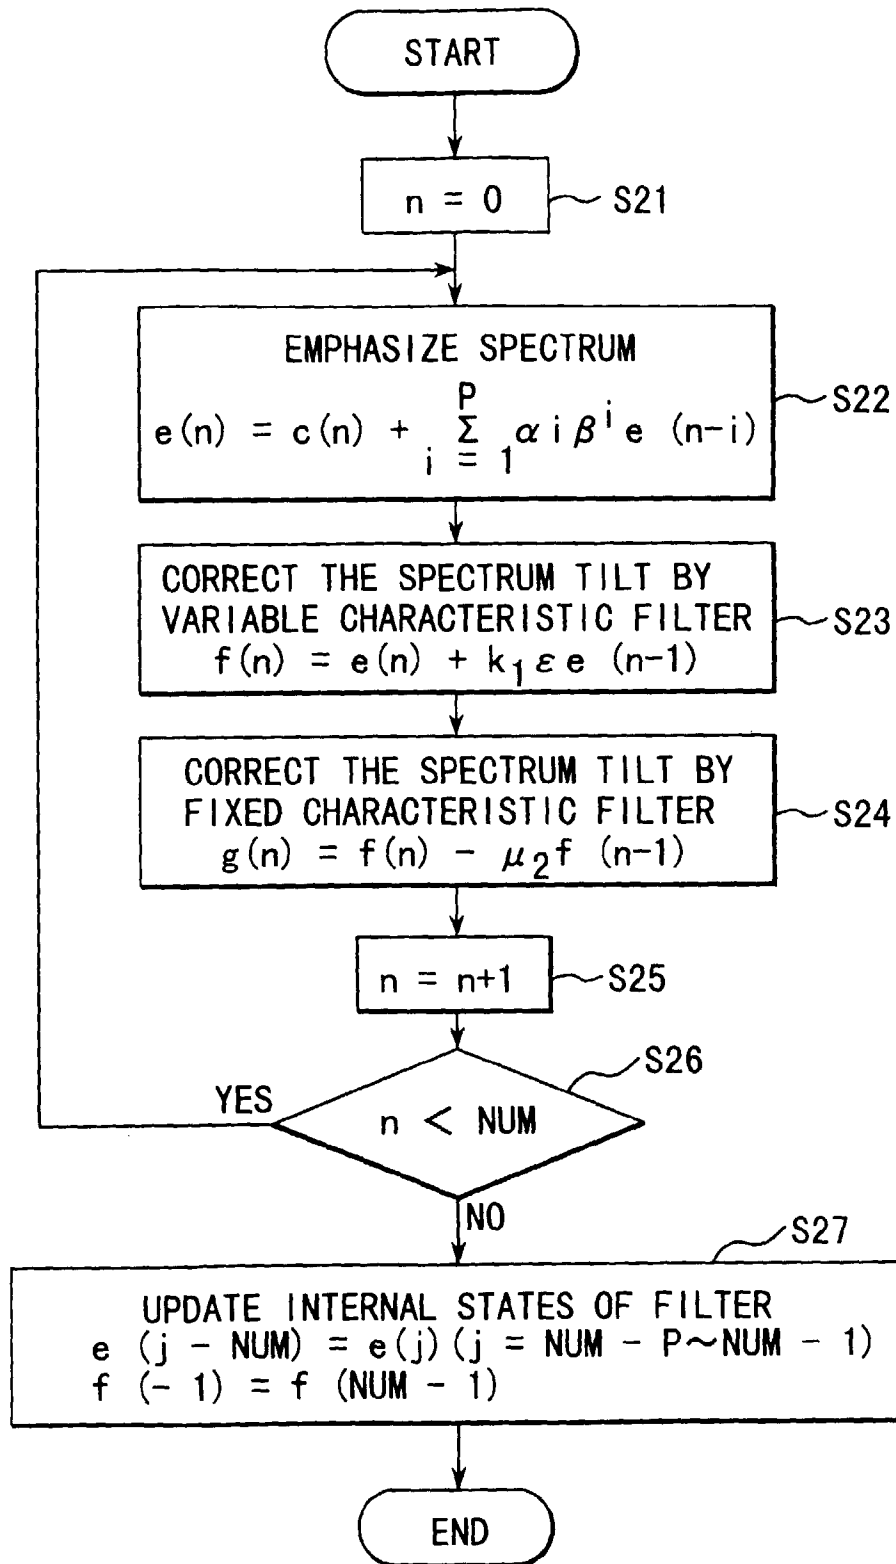 START
n = 0
S21
EMPHASIZE SPECTRUM
e(n) = c(n) + P Σ i = 1 α i β^i e (n-i)
S22
CORRECT THE SPECTRUM TILT BY
VARIABLE CHARACTERISTIC FILTER
f(n) = e(n) + k₁ ε e (n-1)
S23
CORRECT THE SPECTRUM TILT BY
FIXED CHARACTERISTIC FILTER
g(n) = f(n) - μ₂ f (n-1)
S24
n = n+1
S25
S26
YES
n < NUM
NO
S27
UPDATE INTERNAL STATES OF FILTER
e (j - NUM) = e(j) (j = NUM - P~NUM - 1)
f (- 1) = f (NUM - 1)
END